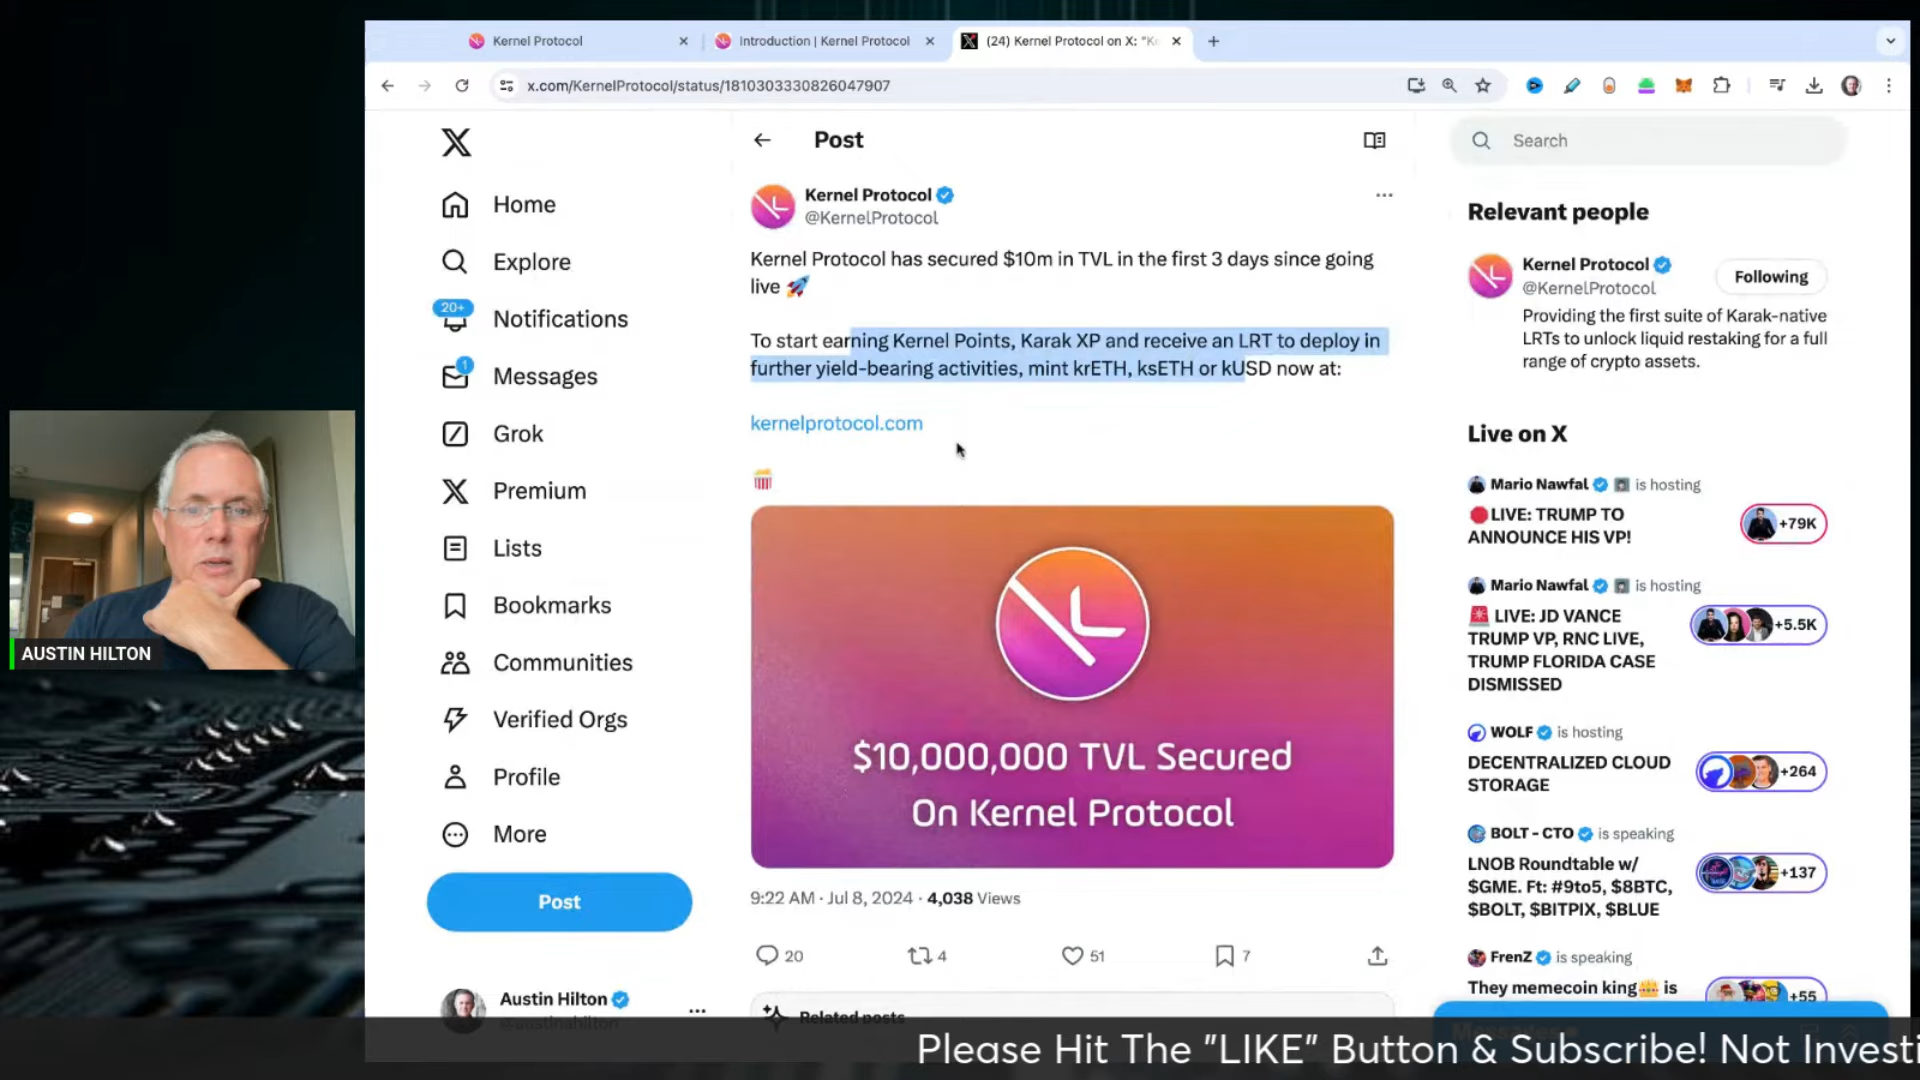 Kernel Protocol
Introduction | Kernel Protocol
(24) Kernel Protocol on X: "Ke
x.com/KernelProtocol/status/1810303330826047907
Home
Explore
20+
Notifications
1
Messages
Grok
Premium
Lists
Bookmarks
Communities
Verified Orgs
Profile
More
Post
Austin Hilton
@austinahilton
Post
Kernel Protocol
@KernelProtocol
Kernel Protocol has secured $10m in TVL in the first 3 days since going
live 🚀
To start earning Kernel Points, Karak XP and receive an LRT to deploy in
further yield-bearing activities, mint krETH, ksETH or kUSD now at:
kernelprotocol.com
🍿
$10,000,000 TVL Secured
On Kernel Protocol
9:22 AM · Jul 8, 2024 · 4,038 Views
20
4
51
7
Related posts
Search
Relevant people
Kernel Protocol
Following
@KernelProtocol
Providing the first suite of Karak-native
LRTs to unlock liquid restaking for a full
range of crypto assets.
Live on X
Mario Nawfal is hosting
🛑LIVE: TRUMP TO
ANNOUNCE HIS VP!
+79K
Mario Nawfal is hosting
🚨 LIVE: JD VANCE
TRUMP VP, RNC LIVE,
TRUMP FLORIDA CASE
DISMISSED
+5.5K
WOLF is hosting
DECENTRALIZED CLOUD
STORAGE
+264
BOLT - CTO is speaking
LNOB Roundtable w/
$GME. Ft: #9to5, $8BTC,
$BOLT, $BITPIX, $BLUE
+137
FrenZ is speaking
They memecoin king👑 is
+55
Messages
AUSTIN HILTON
Please Hit The "LIKE" Button & Subscribe! Not Investi